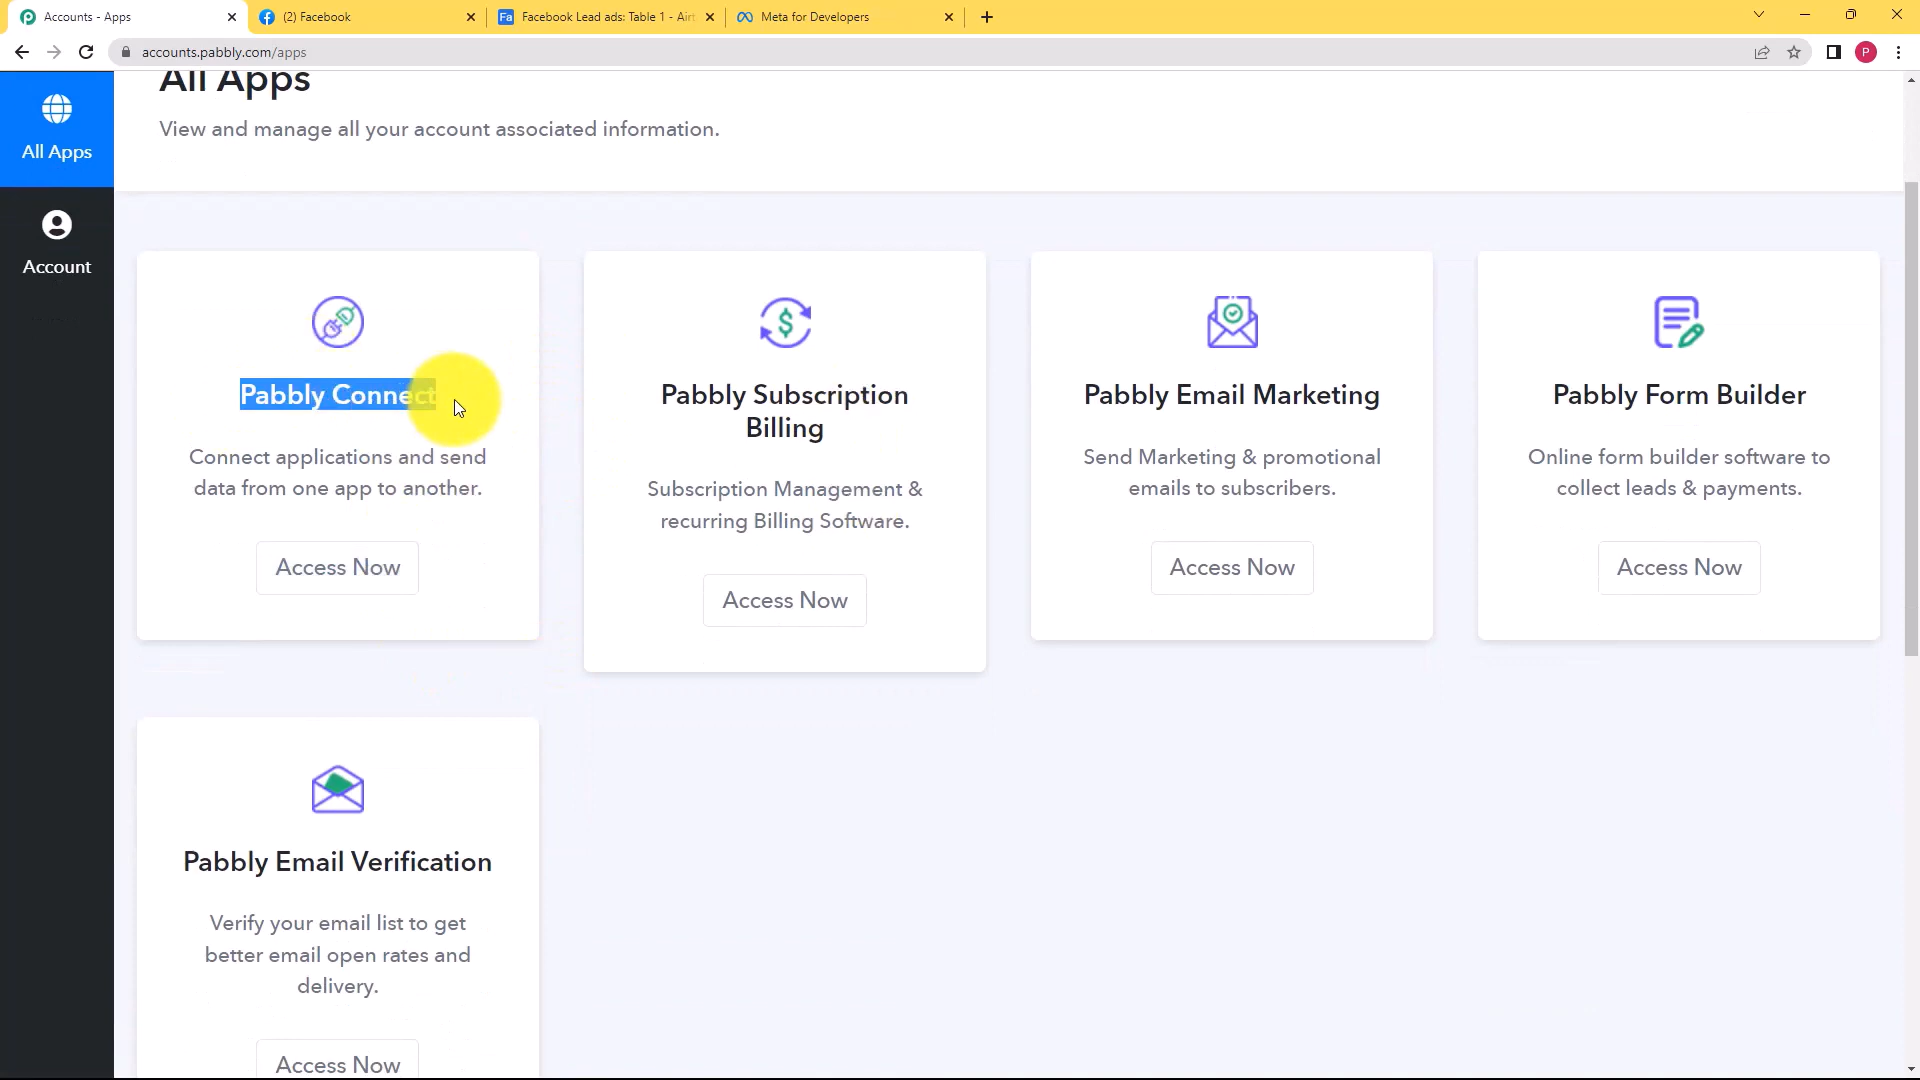 Accounts - Apps
(2) Facebook
Facebook Lead ads: Table 1 - Airt
Meta for Developers
accounts.pabbly.com/apps
P
All Apps
View and manage all your account associated information.
All Apps
Account
Pabbly Connect
Connect applications and send
data from one app to another.
Access Now
Pabbly Subscription
Billing
Subscription Management &
recurring Billing Software.
Access Now
Pabbly Email Marketing
Send Marketing & promotional
emails to subscribers.
Access Now
Pabbly Form Builder
Online form builder software to
collect leads & payments.
Access Now
Pabbly Email Verification
Verify your email list to get
better email open rates and
delivery.
Access Now